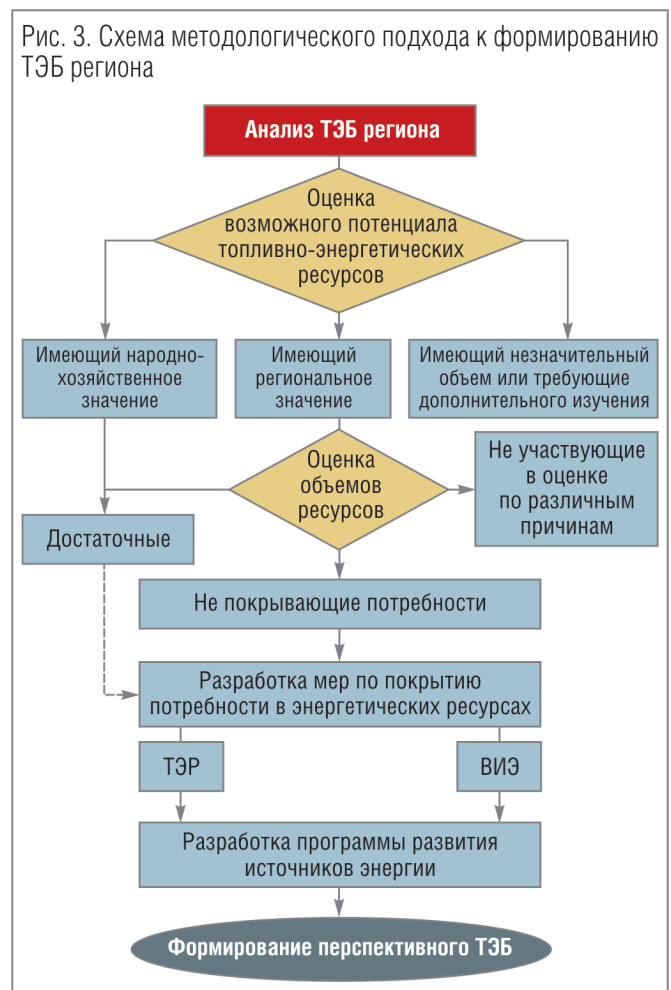 Рис. 3. Схема методологического подхода к формированию
ТЭБ региона
Анализ ТЭБ региона
Оценка
возможного потенциала
топливно-энергетических
ресурсов
Имеющий народно-
хозяйственное
значение
Имеющий
региональное
значение
Имеющий незначительный
объем или требующие
дополнительного изучения
Оценка
объемов
ресурсов
Не участвующие
в оценке
по различным
причинам
Достаточные
Не покрывающие потребности
Разработка мер по покрытию
потребности в энергетических ресурсах
ТЭР
ВИЭ
Разработка программы развития
источников энергии
Формирование перспективного ТЭБ